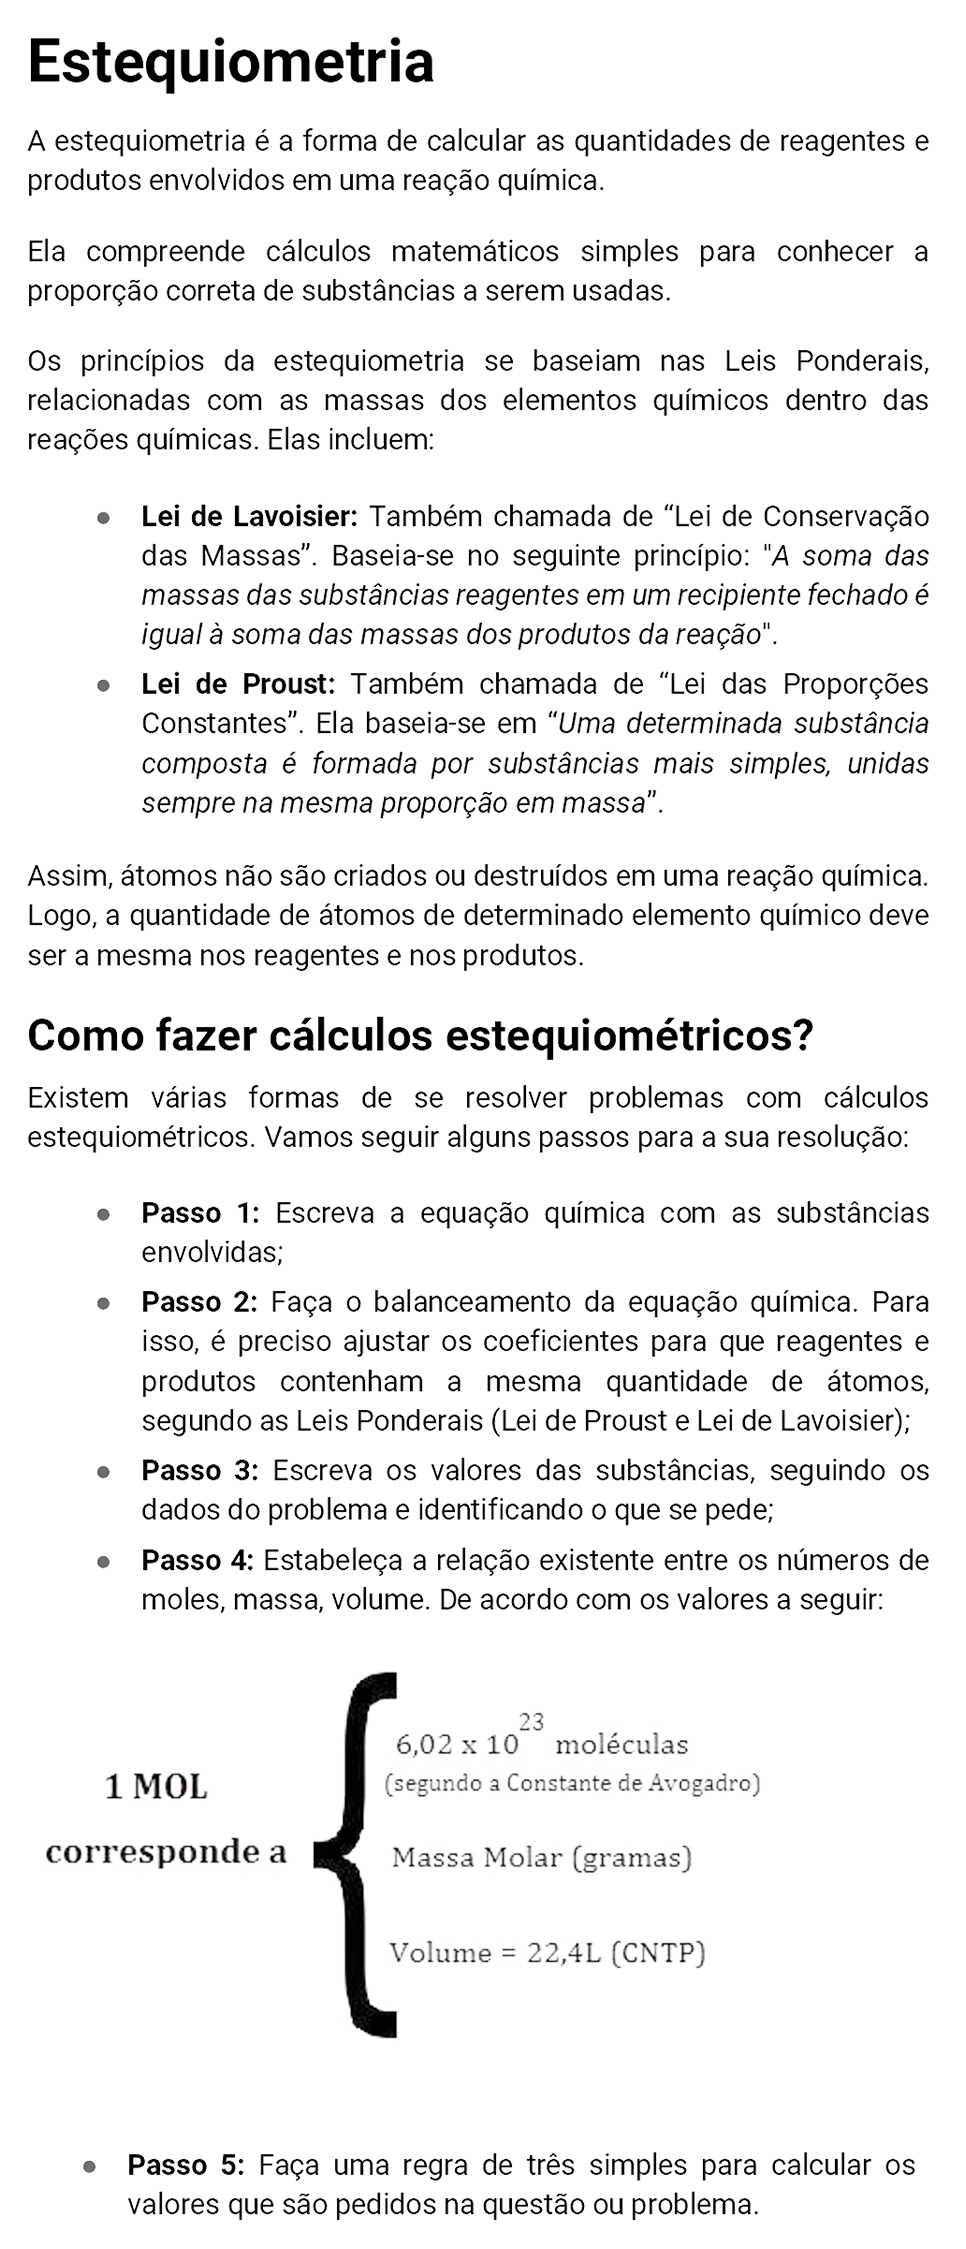 Estequiometria
A estequiometria é a forma de calcular as quantidades de reagentes e
produtos envolvidos em uma reação química.
Ela compreende cálculos matemáticos simples para conhecer a
proporção correta de substâncias a serem usadas.
Os princípios da estequiometria se baseiam nas Leis Ponderais,
relacionadas com as massas dos elementos químicos dentro das
reações químicas. Elas incluem:
● Lei de Lavoisier: Também chamada de “Lei de Conservação
das Massas”. Baseia-se no seguinte princípio: "A soma das
massas das substâncias reagentes em um recipiente fechado é
igual à soma das massas dos produtos da reação".
● Lei de Proust: Também chamada de “Lei das Proporções
Constantes”. Ela baseia-se em “Uma determinada substância
composta é formada por substâncias mais simples, unidas
sempre na mesma proporção em massa”.
Assim, átomos não são criados ou destruídos em uma reação química.
Logo, a quantidade de átomos de determinado elemento químico deve
ser a mesma nos reagentes e nos produtos.
Como fazer cálculos estequiométricos?
Existem várias formas de se resolver problemas com cálculos
estequiométricos. Vamos seguir alguns passos para a sua resolução:
● Passo 1: Escreva a equação química com as substâncias
envolvidas;
● Passo 2: Faça o balanceamento da equação química. Para
isso, é preciso ajustar os coeficientes para que reagentes e
produtos contenham a mesma quantidade de átomos,
segundo as Leis Ponderais (Lei de Proust e Lei de Lavoisier);
● Passo 3: Escreva os valores das substâncias, seguindo os
dados do problema e identificando o que se pede;
● Passo 4: Estabeleça a relação existente entre os números de
moles, massa, volume. De acordo com os valores a seguir:
1 MOL
corresponde a
6,02 x 10²³ moléculas
(segundo a Constante de Avogadro)
Massa Molar (gramas)
Volume = 22,4L (CNTP)
● Passo 5: Faça uma regra de três simples para calcular os
valores que são pedidos na questão ou problema.